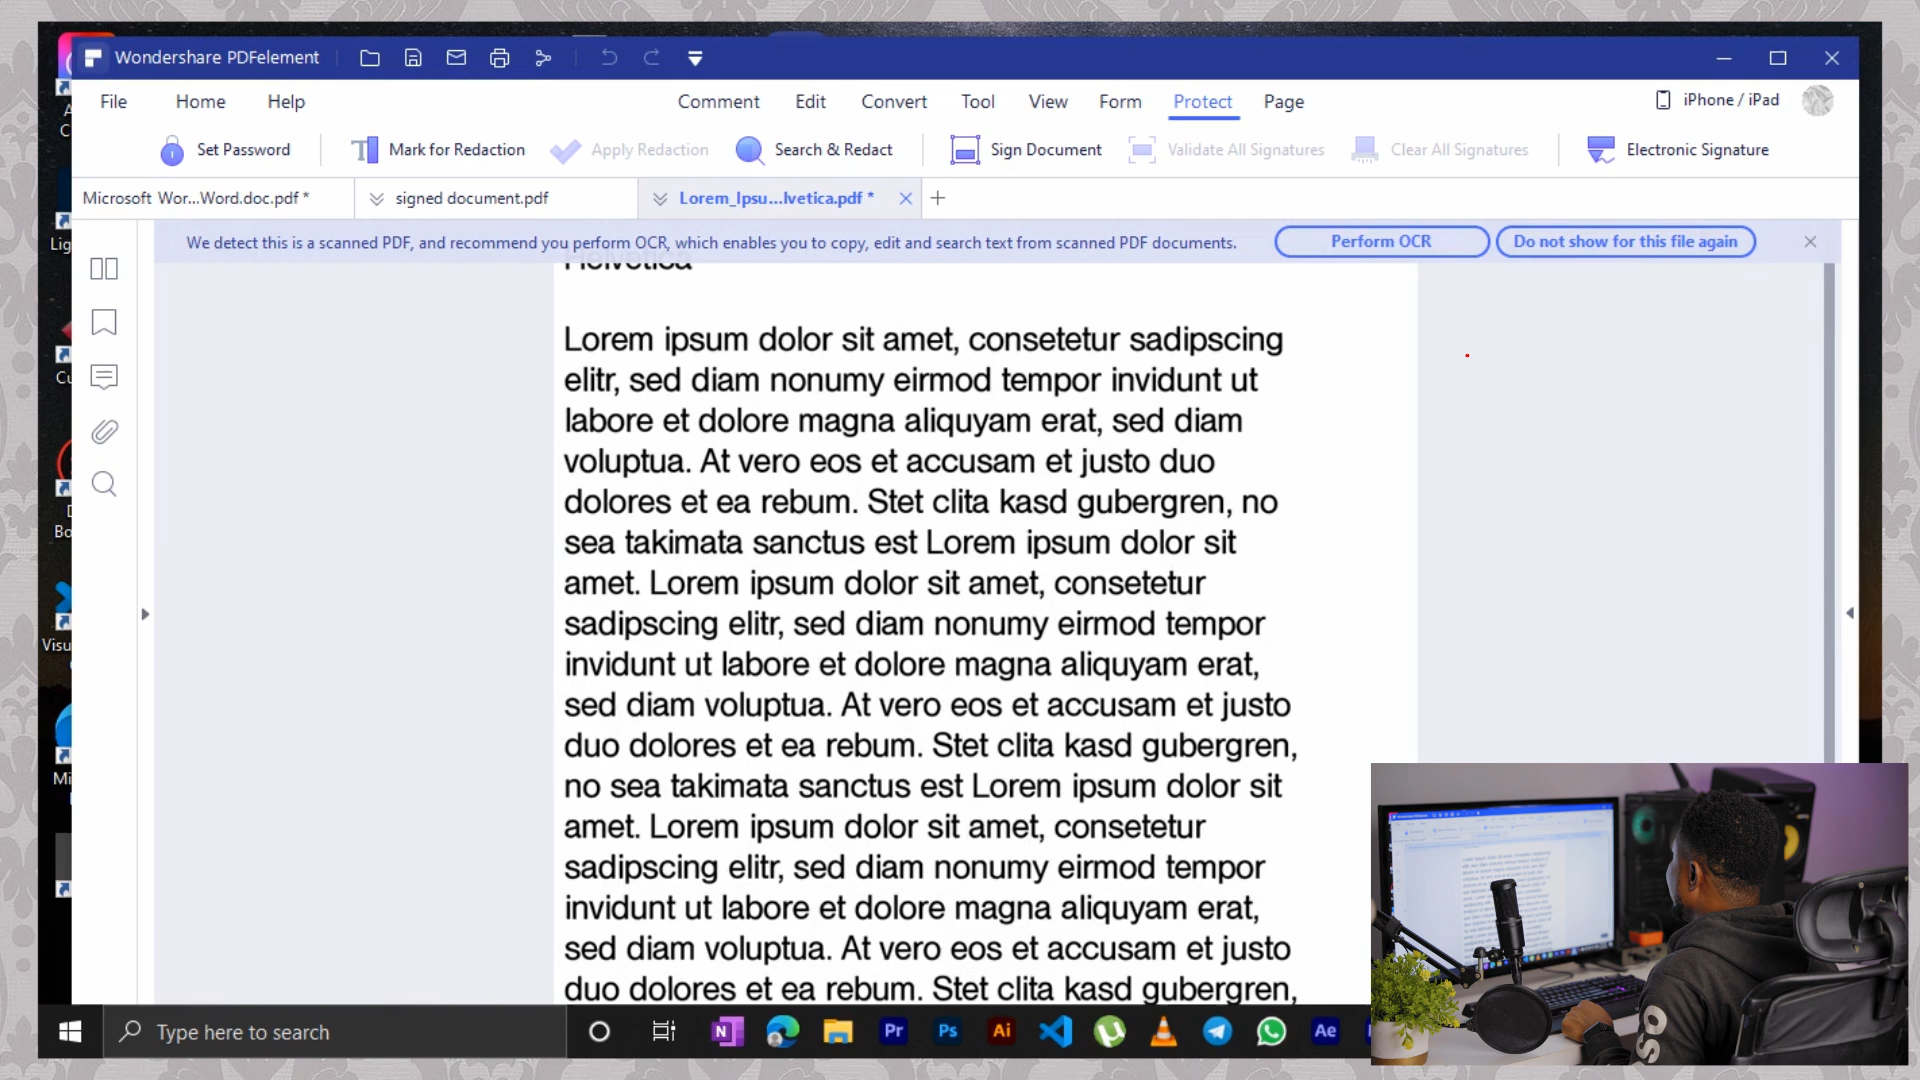 Wondershare PDFelement
File Home Help Comment Edit Convert Tool View Form Protect Page iPhone / iPad
Set Password Mark for Redaction Apply Redaction Search & Redact Sign Document Validate All Signatures Clear All Signatures Electronic Signature
Microsoft Wor...Word.doc.pdf * signed document.pdf Lorem_Ipsu...lvetica.pdf *
We detect this is a scanned PDF, and recommend you perform OCR, which enables you to copy, edit and search text from scanned PDF documents. Perform OCR Do not show for this file again
Helvetica
Lorem ipsum dolor sit amet, consetetur sadipscing
elitr, sed diam nonumy eirmod tempor invidunt ut
labore et dolore magna aliquyam erat, sed diam
voluptua. At vero eos et accusam et justo duo
dolores et ea rebum. Stet clita kasd gubergren, no
sea takimata sanctus est Lorem ipsum dolor sit
amet. Lorem ipsum dolor sit amet, consetetur
sadipscing elitr, sed diam nonumy eirmod tempor
invidunt ut labore et dolore magna aliquyam erat,
sed diam voluptua. At vero eos et accusam et justo
duo dolores et ea rebum. Stet clita kasd gubergren,
no sea takimata sanctus est Lorem ipsum dolor sit
amet. Lorem ipsum dolor sit amet, consetetur
sadipscing elitr, sed diam nonumy eirmod tempor
invidunt ut labore et dolore magna aliquyam erat,
sed diam voluptua. At vero eos et accusam et justo
duo dolores et ea rebum. Stet clita kasd gubergren,
Type here to search N Pr Ps Ai Ae